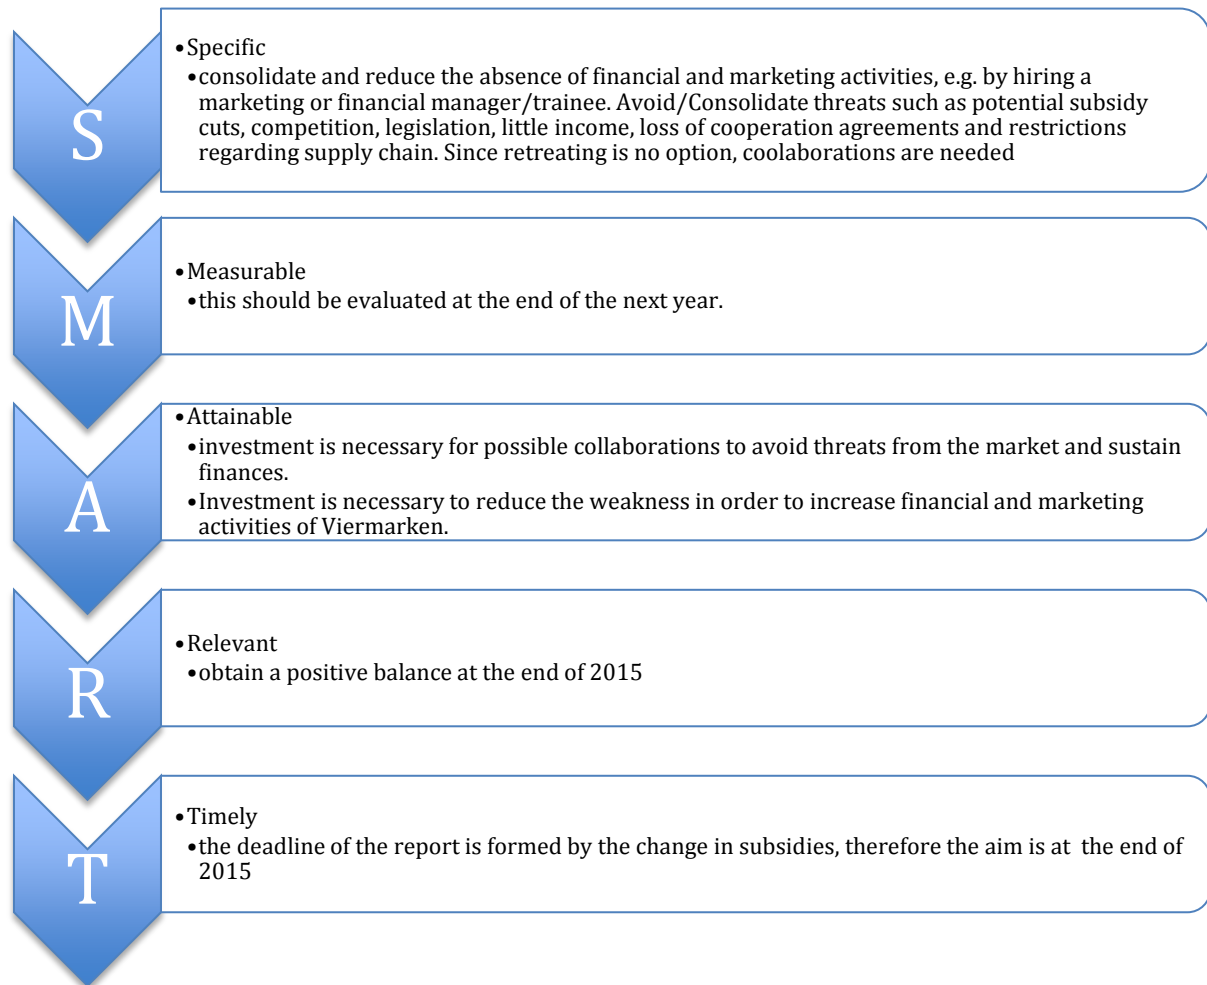 S
•Specific
•consolidate and reduce the absence of financial and marketing activities, e.g. by hiring a
marketing or financial manager/trainee. Avoid/Consolidate threats such as potential subsidy
cuts, competition, legislation, little income, loss of cooperation agreements and restrictions
regarding supply chain. Since retreating is no option, coolaborations are needed
M
•Measurable
•this should be evaluated at the end of the next year.
A
•Attainable
•investment is necessary for possible collaborations to avoid threats from the market and sustain
finances.
•Investment is necessary to reduce the weakness in order to increase financial and marketing
activities of Viermarken.
R
•Relevant
•obtain a positive balance at the end of 2015
T
•Timely
•the deadline of the report is formed by the change in subsidies, therefore the aim is at  the end of
2015